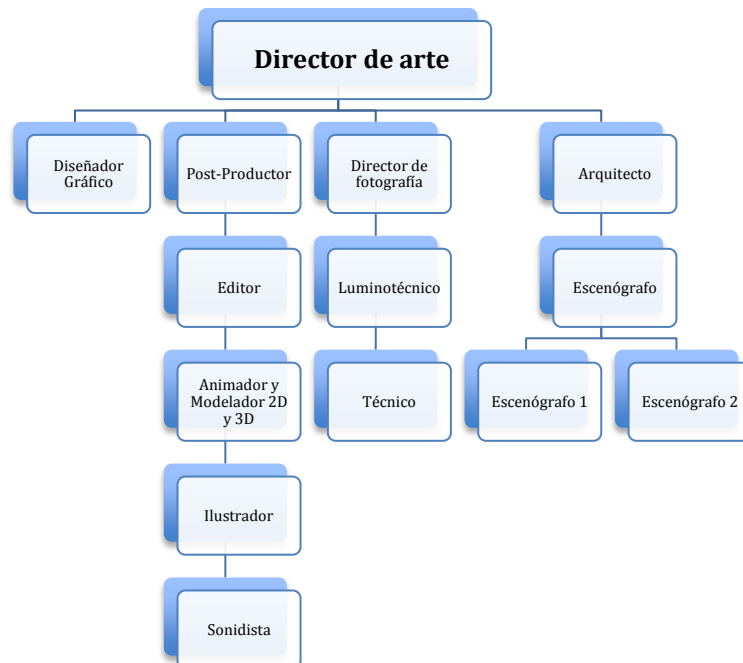 Director de arte
Diseñador
Gráfico
Post-Productor
Director de
fotografía
Arquitecto
Editor
Luminotécnico
Escenógrafo
Animador y
Modelador 2D
y 3D
Técnico
Escenógrafo 1
Escenógrafo 2
Ilustrador
Sonidista